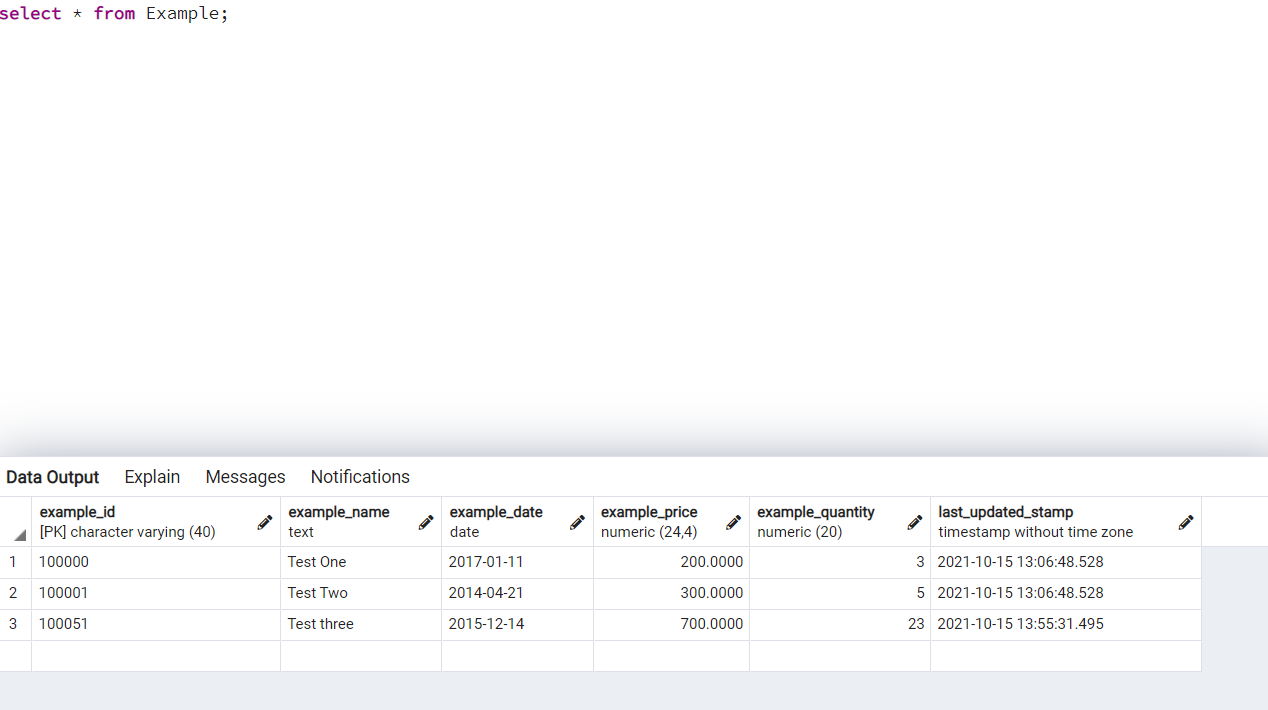 select * from Example;
Data Output Explain Messages Notifications
example_id example_name example_date example_price example_quantity last_updated_stamp
[PK] character varying (40) text date numeric (24,4) numeric (20) timestamp without time zone
1 100000 Test One 2017-01-11 200.0000 3 2021-10-15 13:06:48.528
2 100001 Test Two 2014-04-21 300.0000 5 2021-10-15 13:06:48.528
3 100051 Test three 2015-12-14 700.0000 23 2021-10-15 13:55:31.495